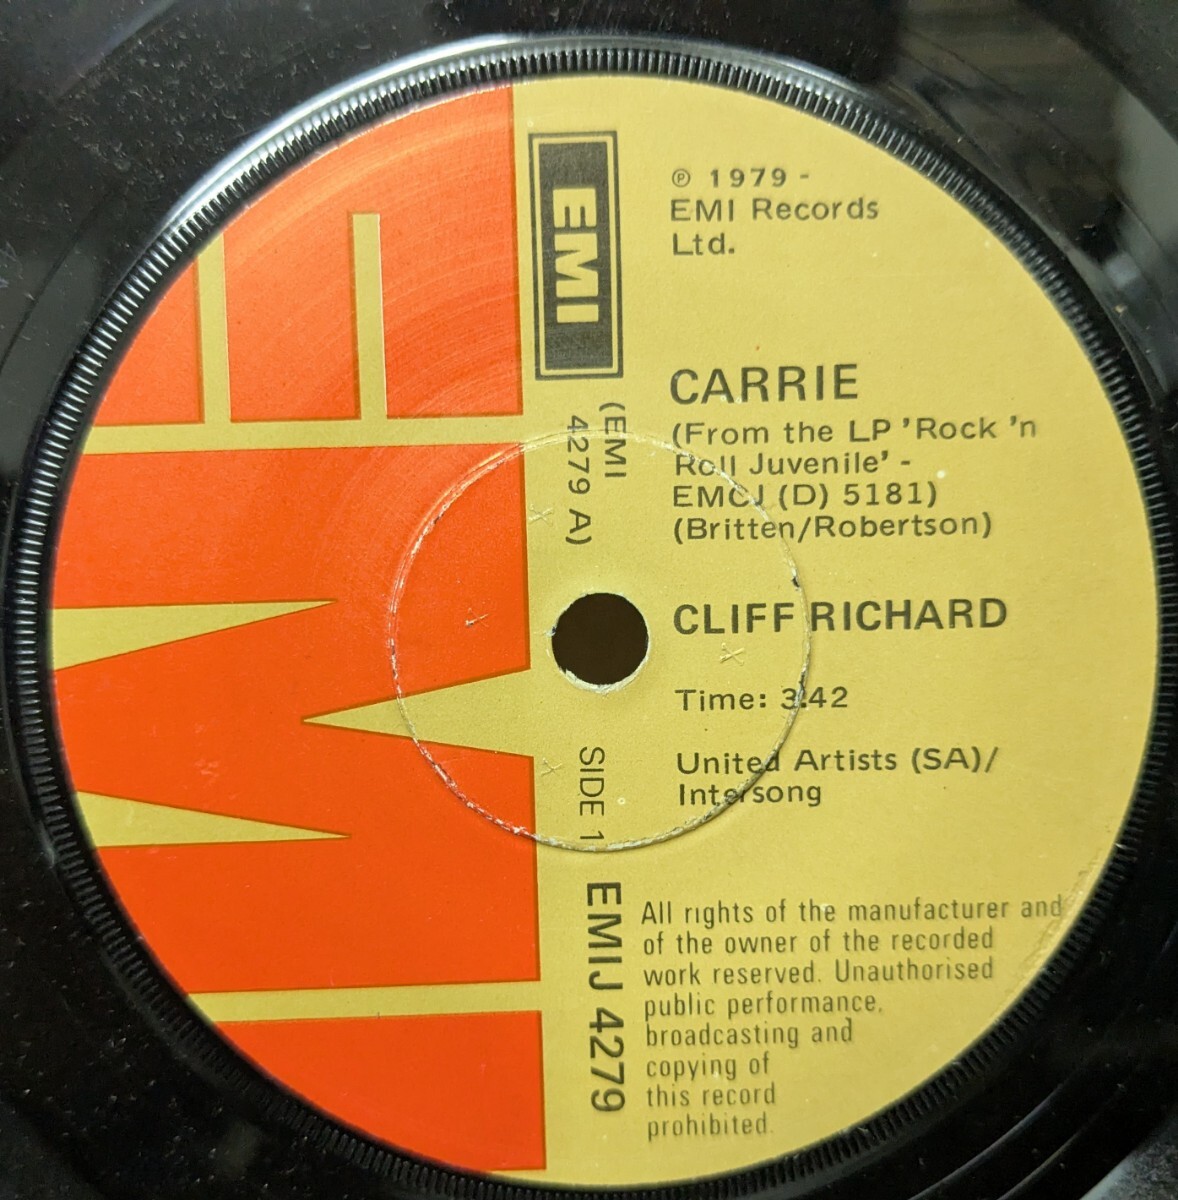 EMI
℗ 1979 -
EMI Records
Ltd.
CARRIE
(From the LP 'Rock 'n
Roll Juvenile' -
EMCJ (D) 5181)
(Britten/Robertson)
CLIFF RICHARD
Time: 3:42
United Artists (SA)/
Intersong
(EMI
4279 A)
SIDE 1
EMIJ 4279
All rights of the manufacturer and
of the owner of the recorded
work reserved. Unauthorised
public performance,
broadcasting and
copying of
this record
prohibited.
EMI